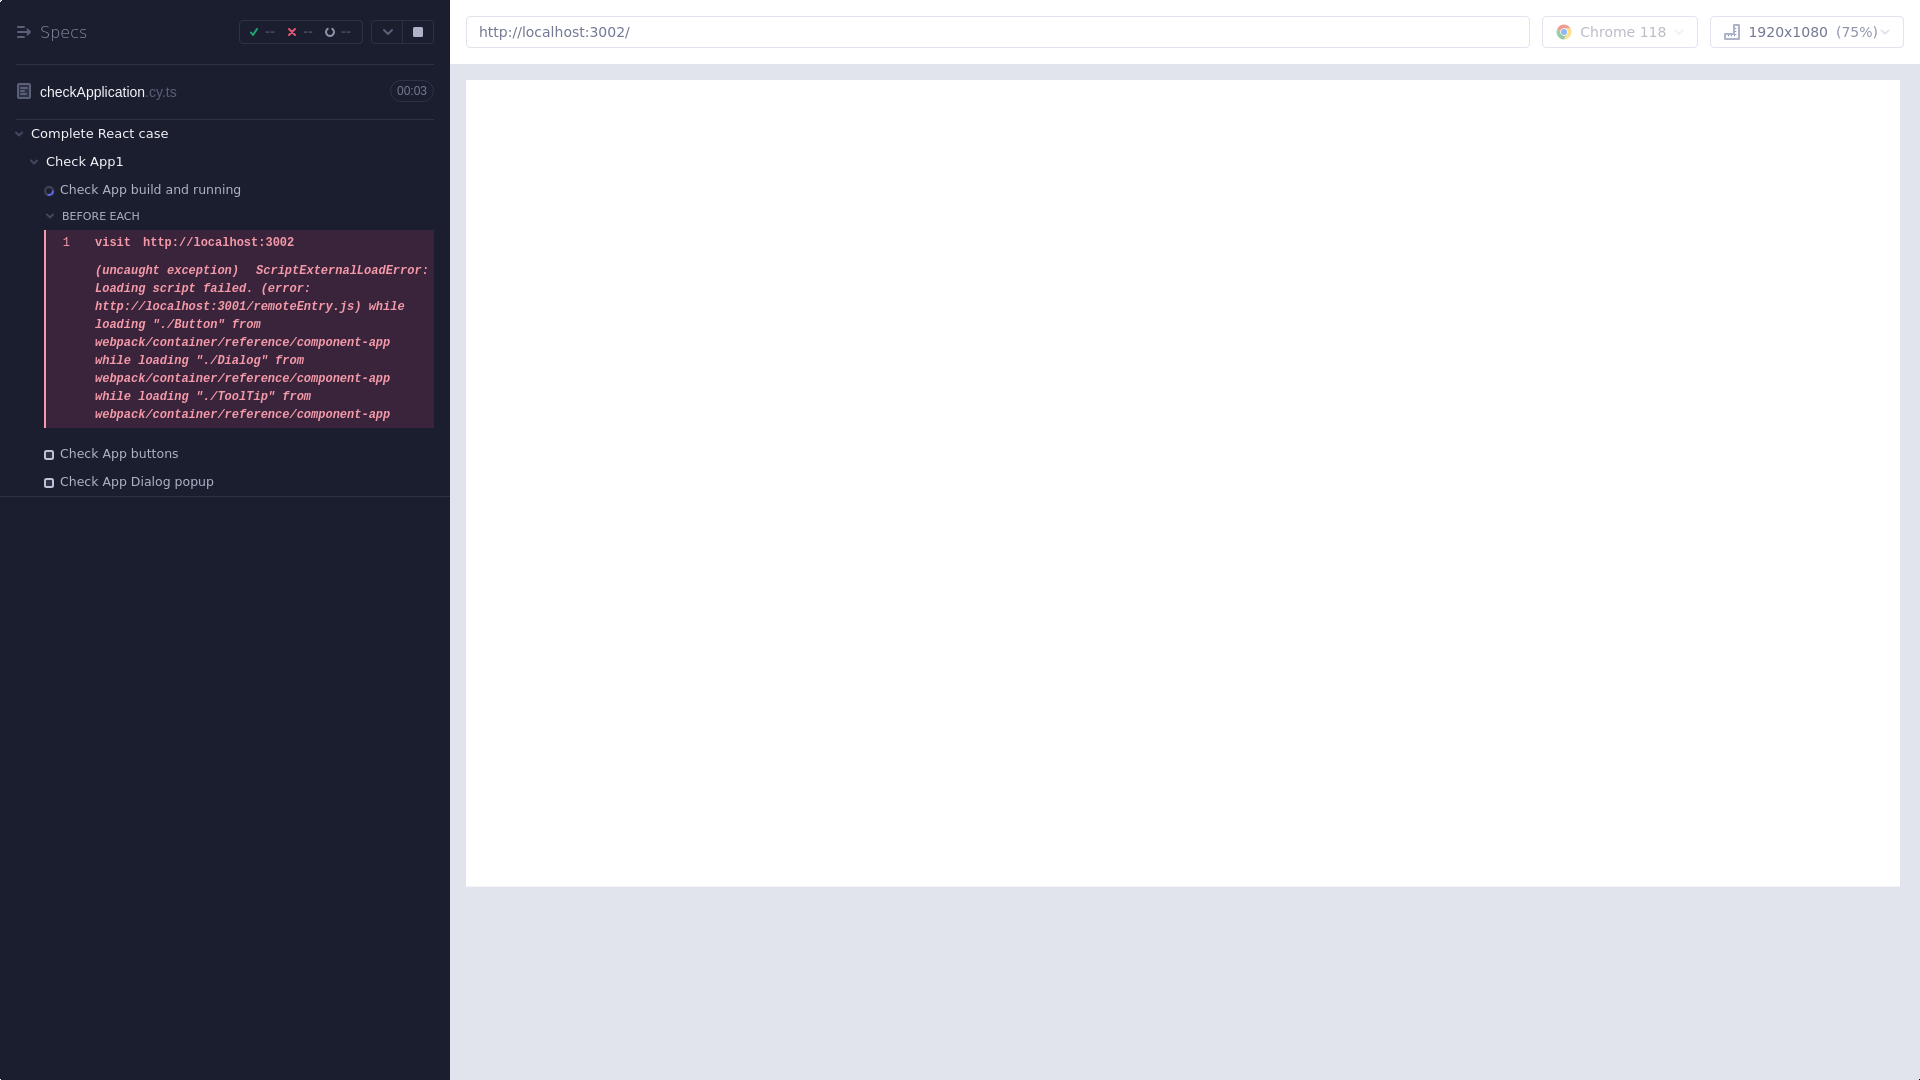 Specs
-- -- --
http://localhost:3002/
Chrome 118
1920x1080 (75%)
checkApplication.cy.ts
00:03
Complete React case
Check App1
Check App build and running
BEFORE EACH
1 visit http://localhost:3002
(uncaught exception) ScriptExternalLoadError:
Loading script failed. (error:
http://localhost:3001/remoteEntry.js) while
loading "./Button" from
webpack/container/reference/component-app
while loading "./Dialog" from
webpack/container/reference/component-app
while loading "./ToolTip" from
webpack/container/reference/component-app
Check App buttons
Check App Dialog popup